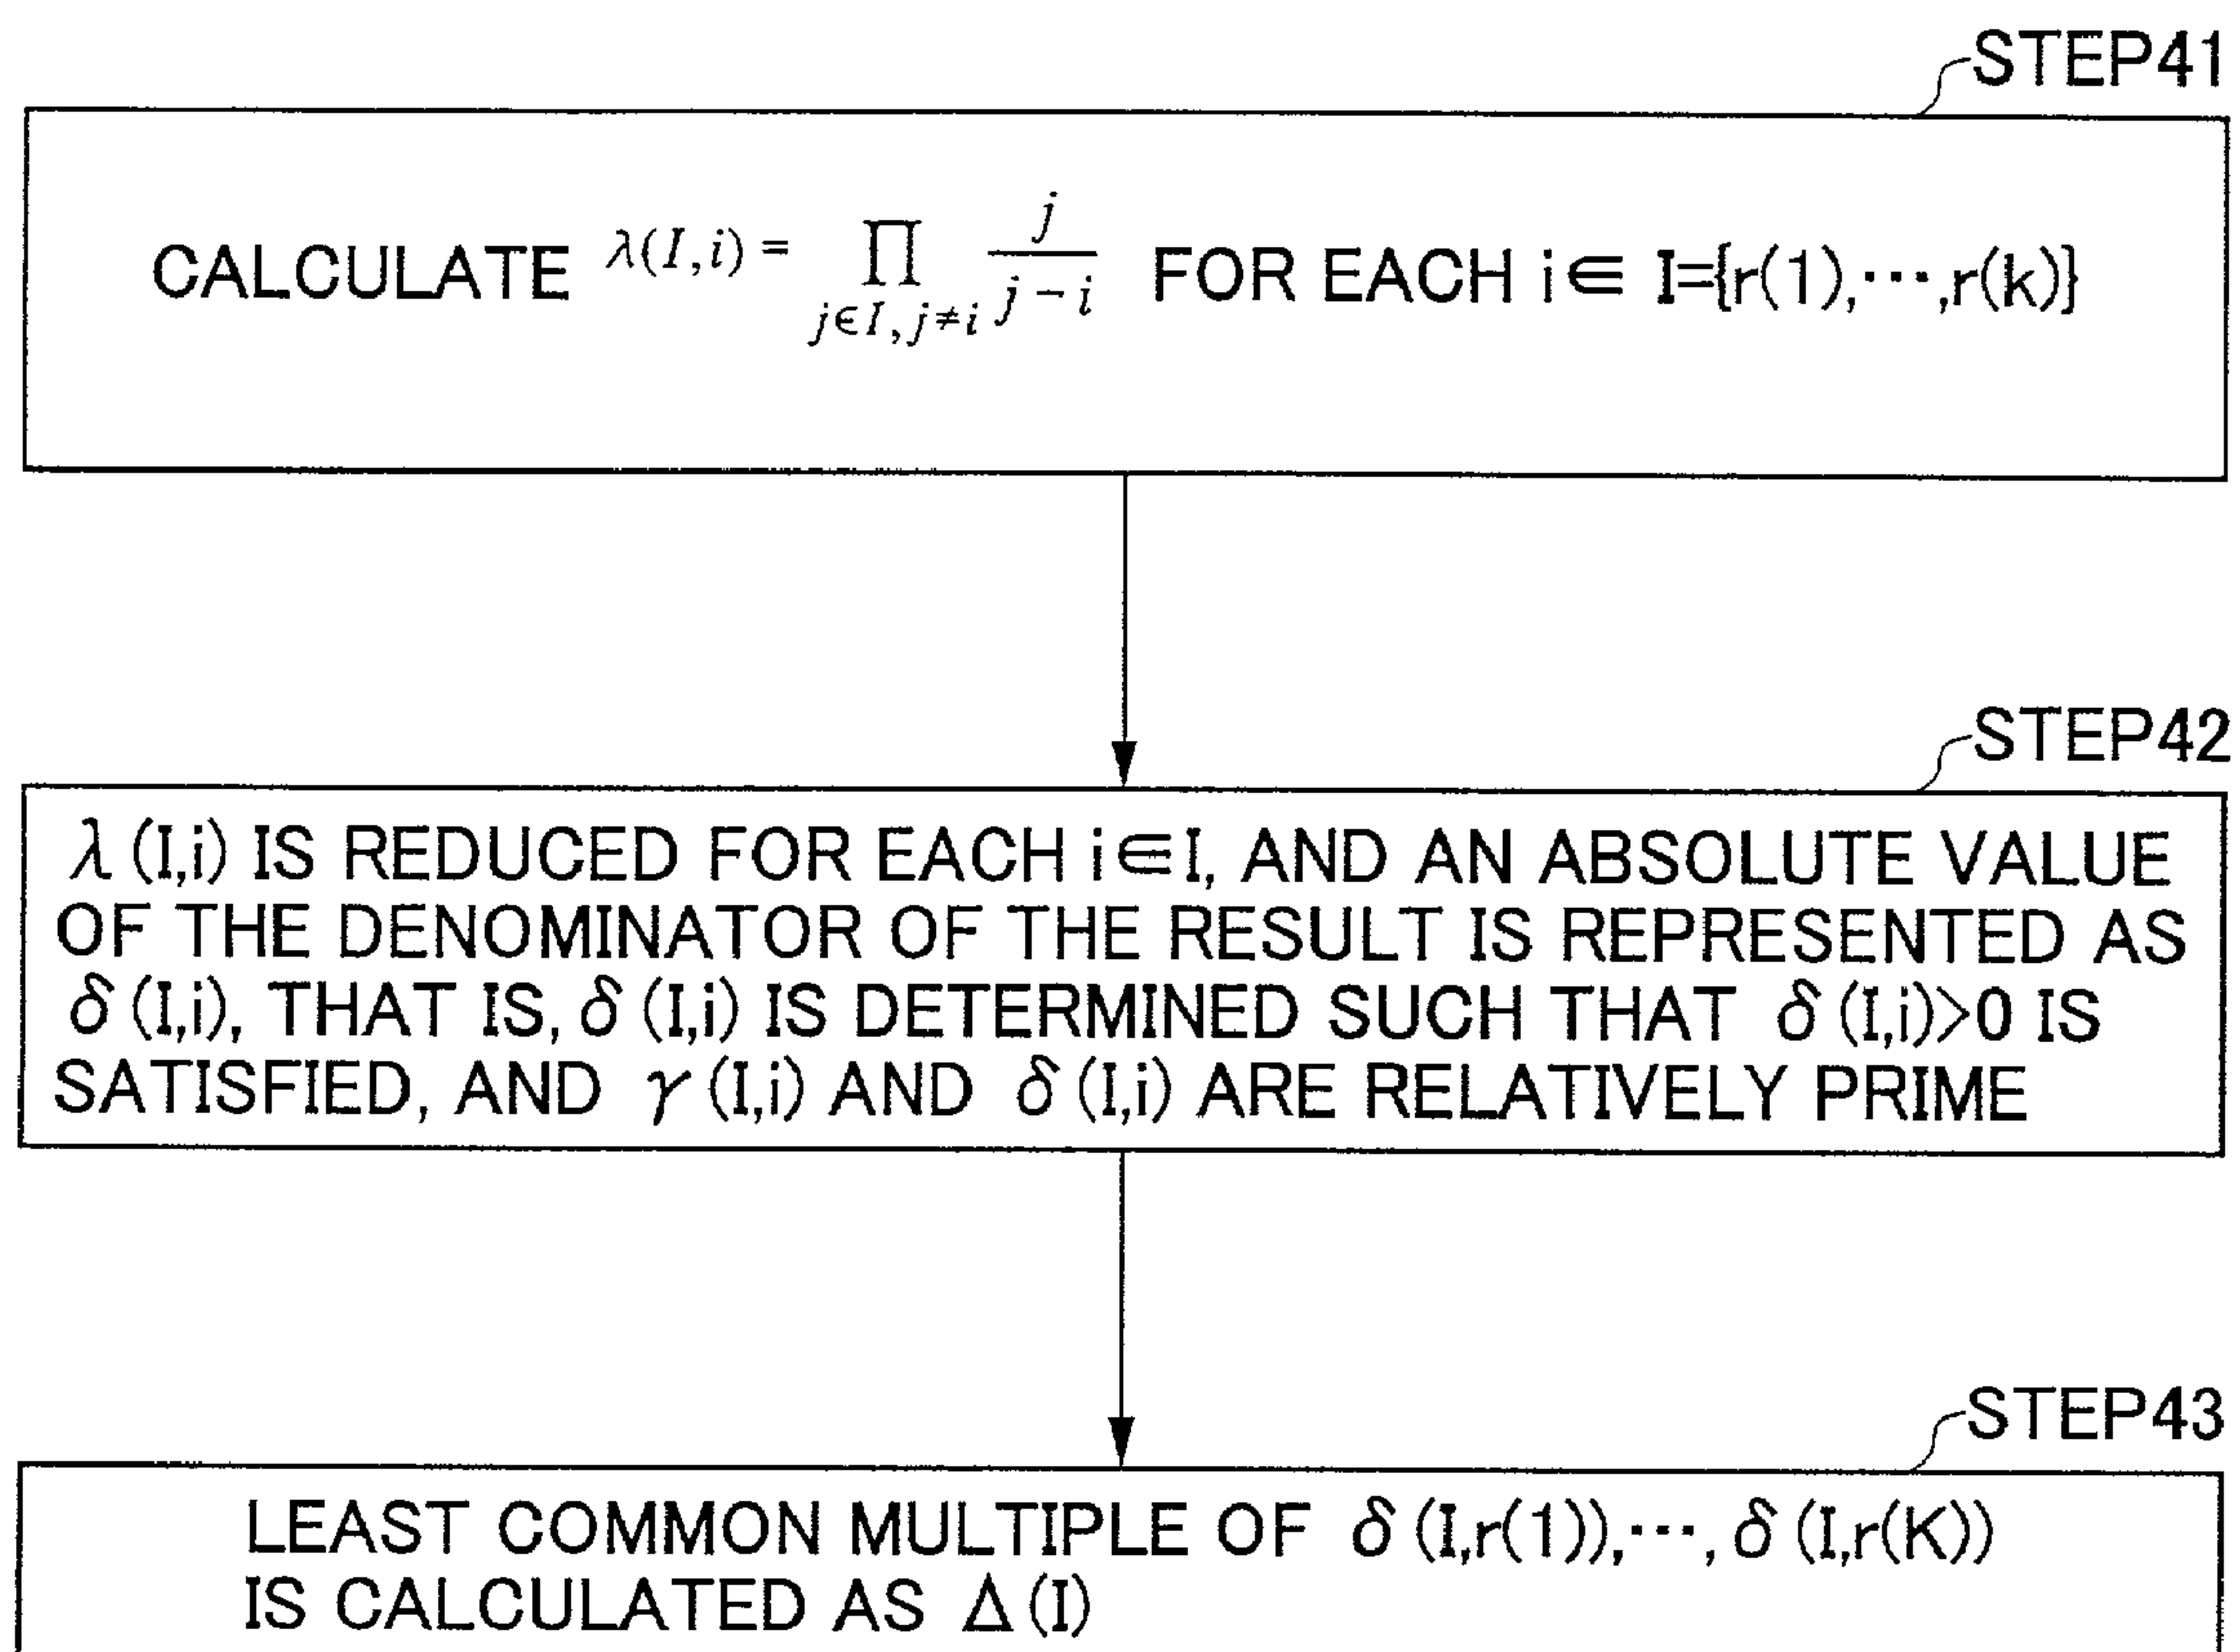 STEP41
CALCULATE λ(I,i) = ∏_{j∈I, j≠i} j/(j−i) FOR EACH i∈ I={r(1),⋯,r(k)}
STEP42
λ(I,i) IS REDUCED FOR EACH i∈I, AND AN ABSOLUTE VALUE
OF THE DENOMINATOR OF THE RESULT IS REPRESENTED AS
δ(I,i), THAT IS, δ(I,i) IS DETERMINED SUCH THAT δ(I,i)>0 IS
SATISFIED, AND γ(I,i) AND δ(I,i) ARE RELATIVELY PRIME
STEP43
LEAST COMMON MULTIPLE OF δ(I,r(1)),⋯, δ(I,r(K))
IS CALCULATED AS Δ(I)